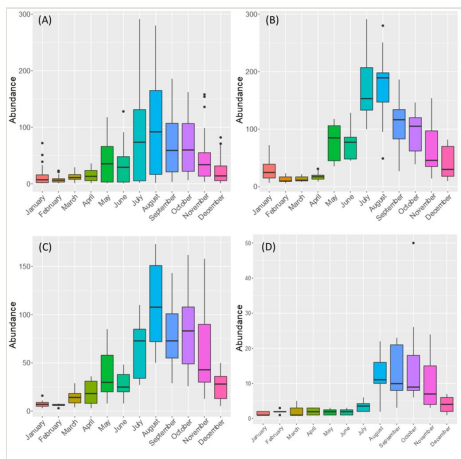 (A)
Abundance
300
200
100
0
January
February
March
April
May
June
July
August
September
October
November
December
(B)
Abundance
300
200
100
0
January
February
March
April
May
June
July
August
September
October
November
December
(C)
Abundance
150
100
50
0
January
February
March
April
May
June
July
August
September
October
November
December
(D)
Abundance
50
40
30
20
10
0
January
February
March
April
May
June
July
August
September
October
November
December